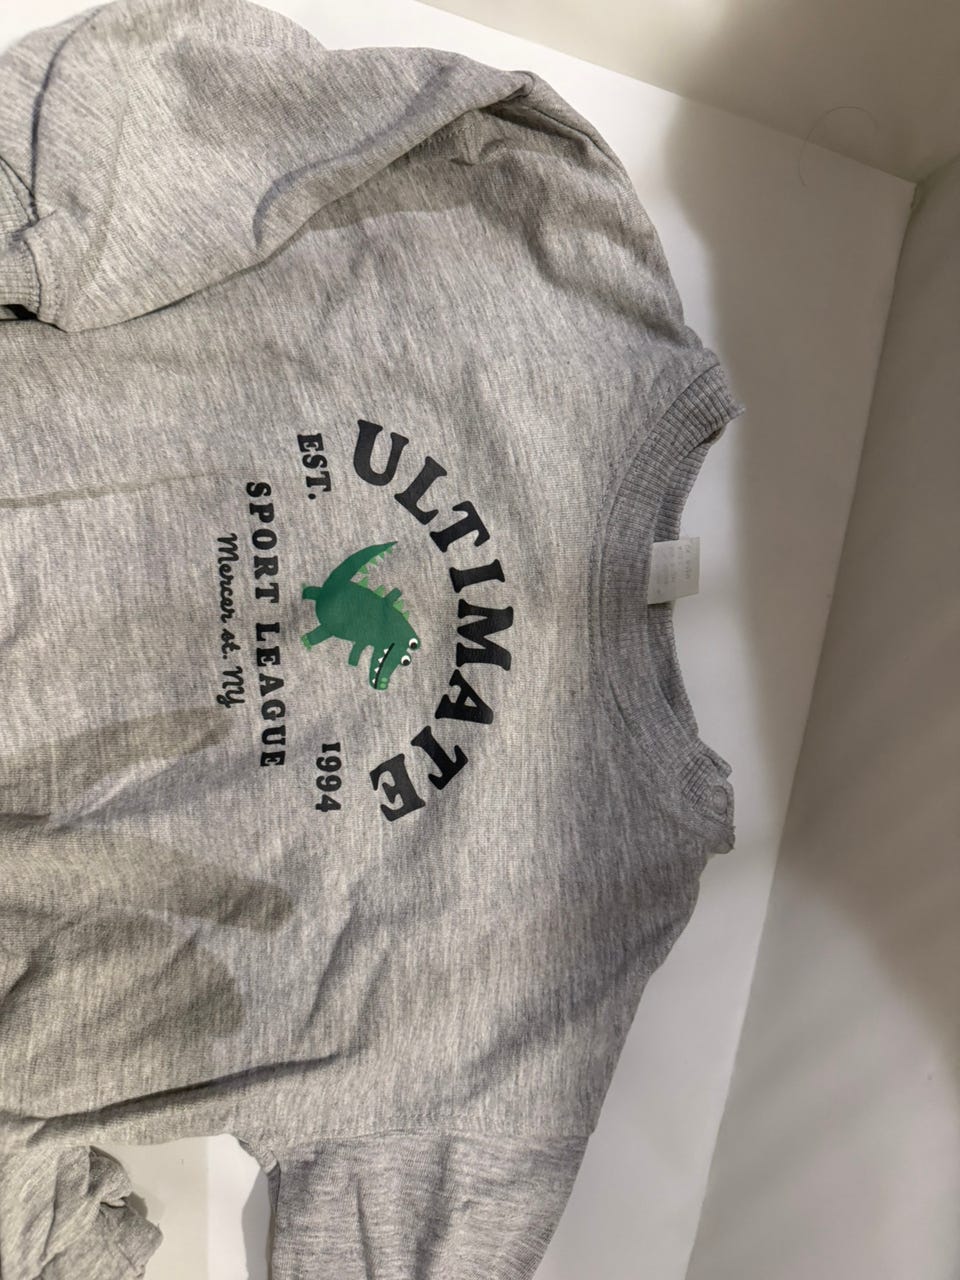 ULTIMATE
EST. 1994
SPORT LEAGUE
Mercer st. NY